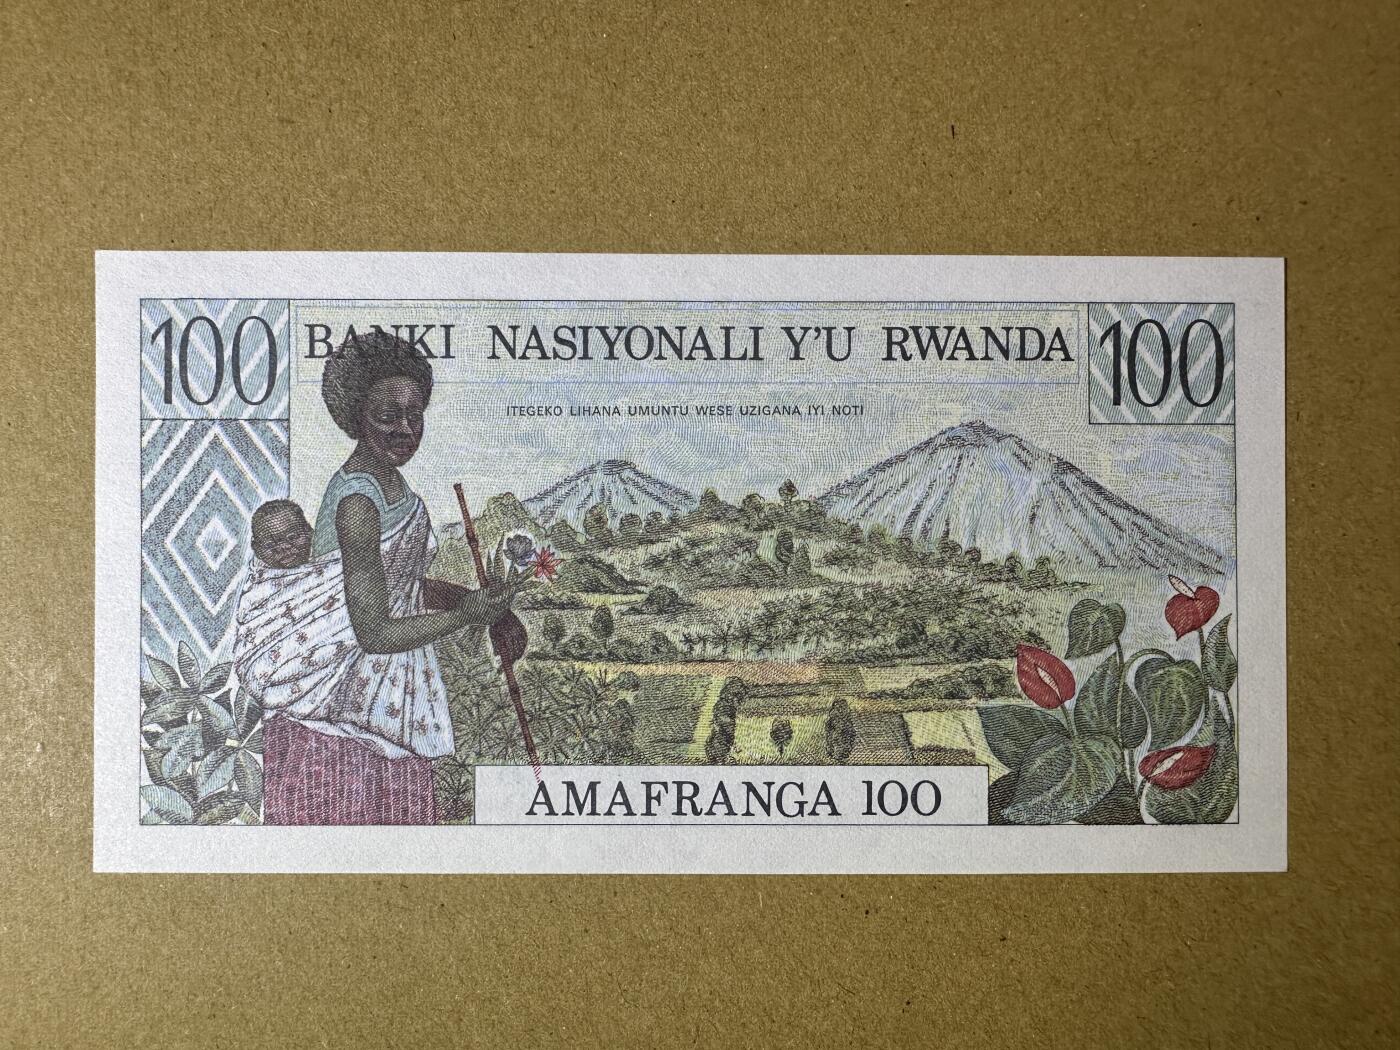 100 BANKI NASIYONALI Y'U RWANDA 100
ITEGEKO LIHANA UMUNTU WESE UZIGANA IYI NOTI
AMAFRANGA 100